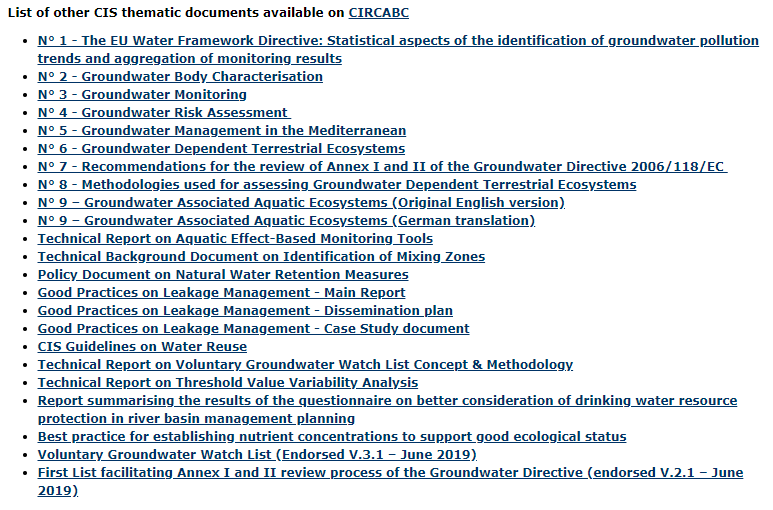 List of other CIS thematic documents available on CIRCABC
N° 1 - The EU Water Framework Directive: Statistical aspects of the identification of groundwater pollution
trends and aggregation of monitoring results
N° 2 - Groundwater Body Characterisation
N° 3 - Groundwater Monitoring
N° 4 - Groundwater Risk Assessment
N° 5 - Groundwater Management in the Mediterranean
N° 6 - Groundwater Dependent Terrestrial Ecosystems
N° 7 - Recommendations for the review of Annex I and II of the Groundwater Directive 2006/118/EC
N° 8 - Methodologies used for assessing Groundwater Dependent Terrestrial Ecosystems
N° 9 – Groundwater Associated Aquatic Ecosystems (Original English version)
N° 9 – Groundwater Associated Aquatic Ecosystems (German translation)
Technical Report on Aquatic Effect-Based Monitoring Tools
Technical Background Document on Identification of Mixing Zones
Policy Document on Natural Water Retention Measures
Good Practices on Leakage Management - Main Report
Good Practices on Leakage Management - Dissemination plan
Good Practices on Leakage Management - Case Study document
CIS Guidelines on Water Reuse
Technical Report on Voluntary Groundwater Watch List Concept & Methodology
Technical Report on Threshold Value Variability Analysis
Report summarising the results of the questionnaire on better consideration of drinking water resource
protection in river basin management planning
Best practice for establishing nutrient concentrations to support good ecological status
Voluntary Groundwater Watch List (Endorsed V.3.1 – June 2019)
First List facilitating Annex I and II review process of the Groundwater Directive (endorsed V.2.1 – June
2019)